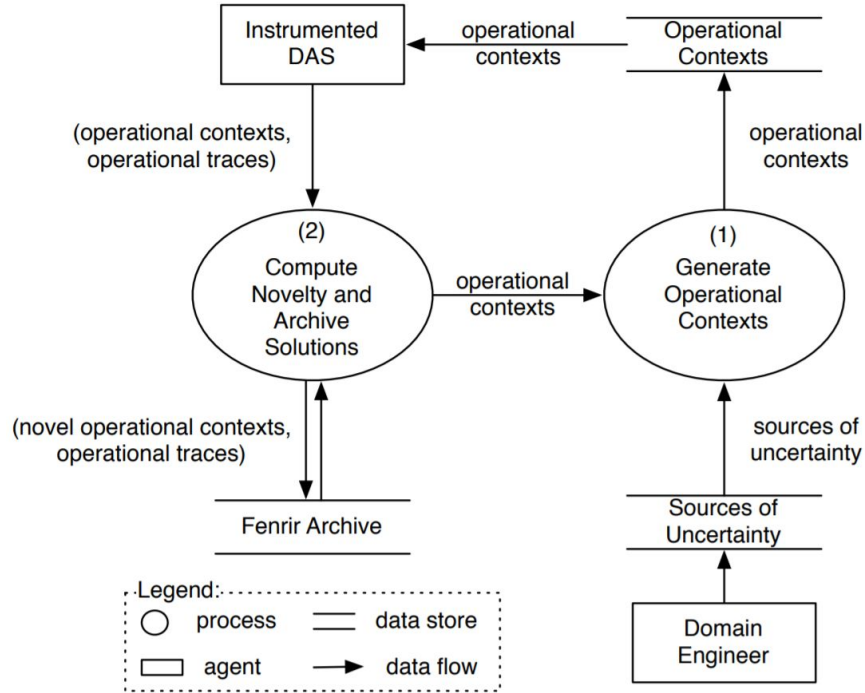 Instrumented
DAS
operational
contexts
Operational
Contexts
(operational contexts,
operational traces)
operational
contexts
(2)
Compute
Novelty and
Archive
Solutions
operational
contexts
(1)
Generate
Operational
Contexts
(novel operational contexts,
operational traces)
sources of
uncertainty
Fenrir Archive
Sources of
Uncertainty
Legend:
process
data store
agent
data flow
Domain
Engineer